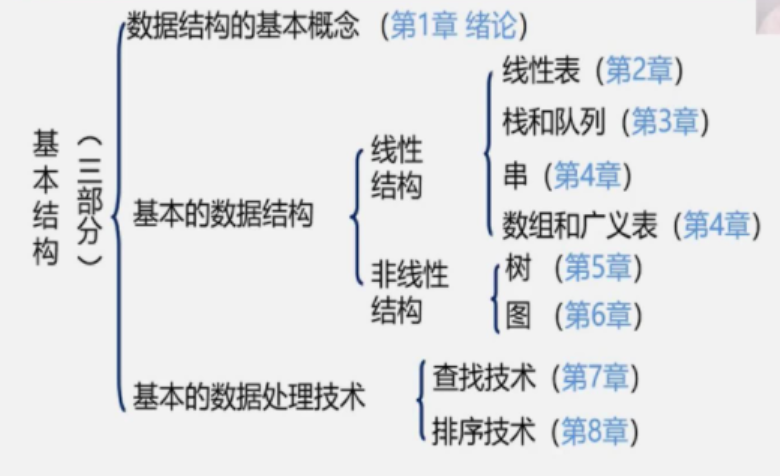 基本结构
（三部分）
数据结构的基本概念 （第1章 绪论）
基本的数据结构
线性
结构
线性表（第2章）
栈和队列（第3章）
串（第4章）
数组和广义表（第4章）
非线性
结构
树 （第5章）
图 （第6章）
基本的数据处理技术
查找技术（第7章）
排序技术（第8章）